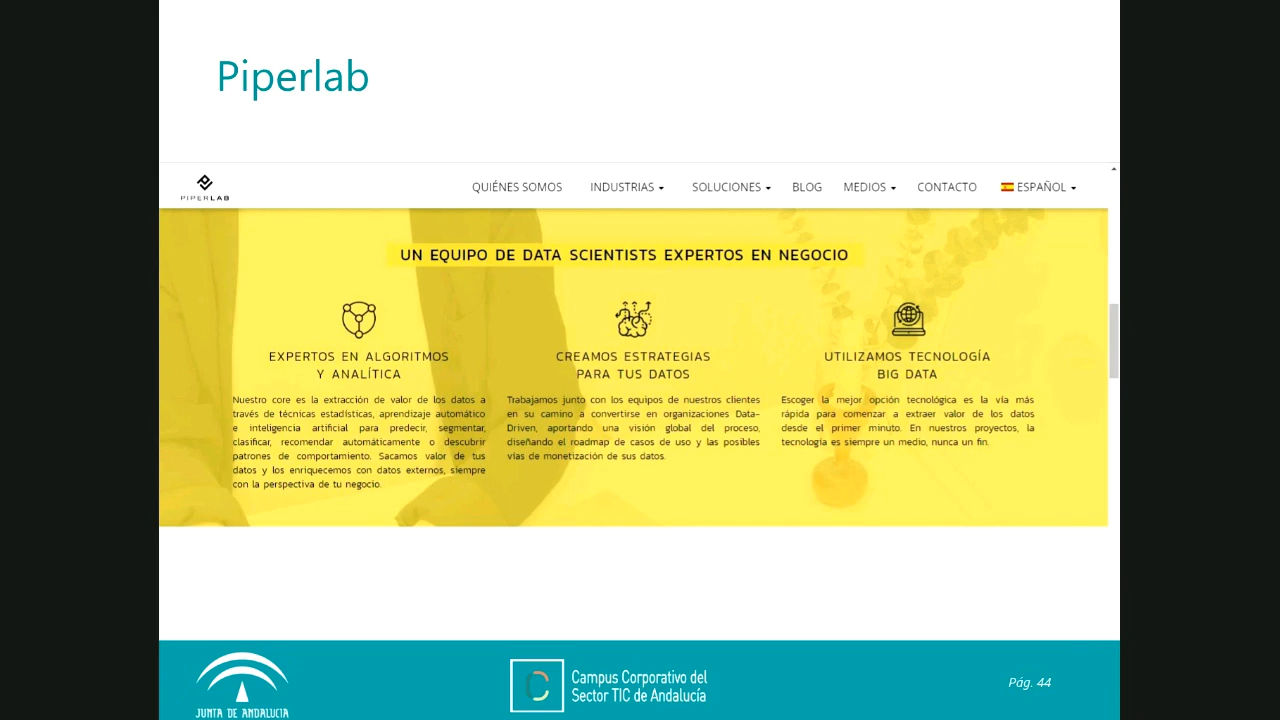 Piperlab
PIPERLAB
QUIÉNES SOMOS INDUSTRIAS SOLUCIONES BLOG MEDIOS CONTACTO ESPAÑOL
UN EQUIPO DE DATA SCIENTISTS EXPERTOS EN NEGOCIO
EXPERTOS EN ALGORITMOS
Y ANALÍTICA
Nuestro core es la extracción de valor de los datos a
través de técnicas estadísticas, aprendizaje automático
e inteligencia artificial para predecir, segmentar,
clasificar, recomendar automáticamente o descubrir
patrones de comportamiento. Sacamos valor de tus
datos y los enriquecemos con datos externos, siempre
con la perspectiva de tu negocio.
CREAMOS ESTRATEGIAS
PARA TUS DATOS
Trabajamos junto con los equipos de nuestros clientes
en su camino a convertirse en organizaciones Data-
Driven, aportando una visión global del proceso,
diseñando el roadmap de casos de uso y las posibles
vías de monetización de sus datos.
UTILIZAMOS TECNOLOGÍA
BIG DATA
Escoger la mejor opción tecnológica es la vía más
rápida para comenzar a extraer valor de los datos
desde el primer minuto. En nuestros proyectos, la
tecnología es siempre un medio, nunca un fin.
JUNTA DE ANDALUCIA
Campus Corporativo del
Sector TIC de Andalucía
Pág. 44